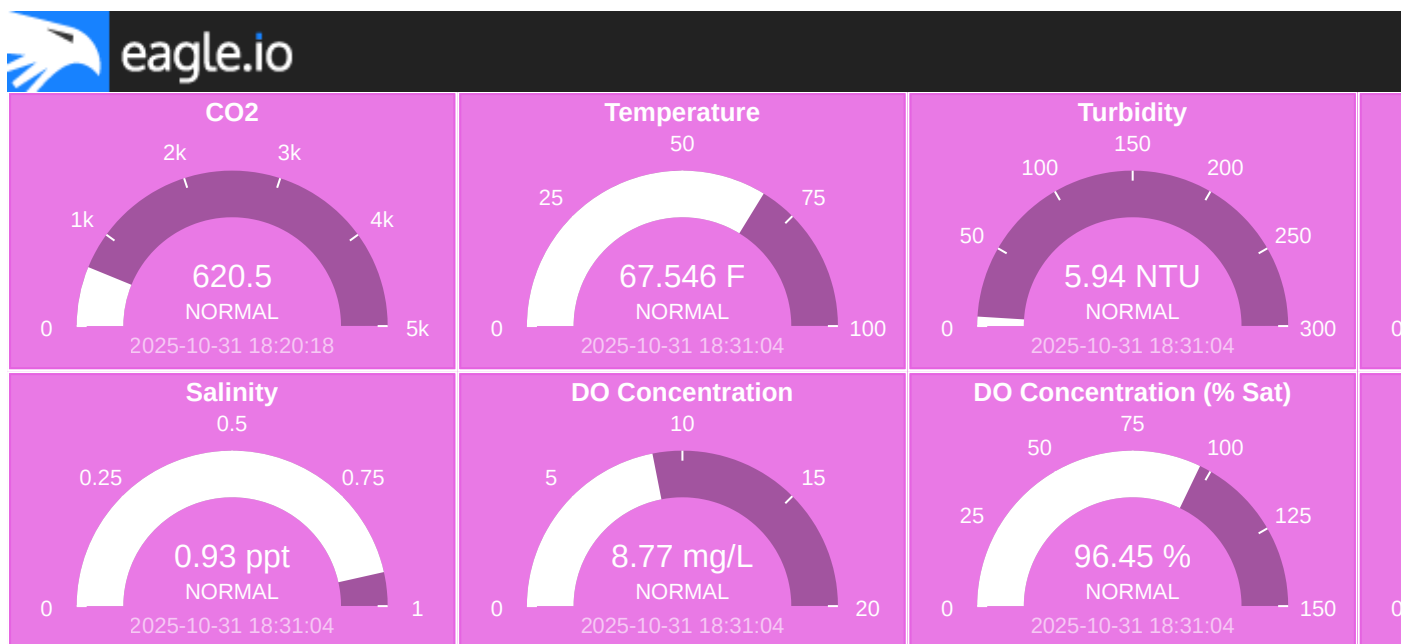 eagle.io
CO2
2k
3k
1k
4k
620.5
NORMAL
0
5k
2025-10-31 18:20:18
Temperature
50
25
75
67.546 F
NORMAL
0
100
2025-10-31 18:31:04
Turbidity
150
100
200
50
250
5.94 NTU
NORMAL
0
300
2025-10-31 18:31:04
0
Salinity
0.5
0.25
0.75
0.93 ppt
NORMAL
0
1
2025-10-31 18:31:04
DO Concentration
10
5
15
8.77 mg/L
NORMAL
0
20
2025-10-31 18:31:04
DO Concentration (% Sat)
75
50
100
25
125
96.45 %
NORMAL
0
150
2025-10-31 18:31:04
0